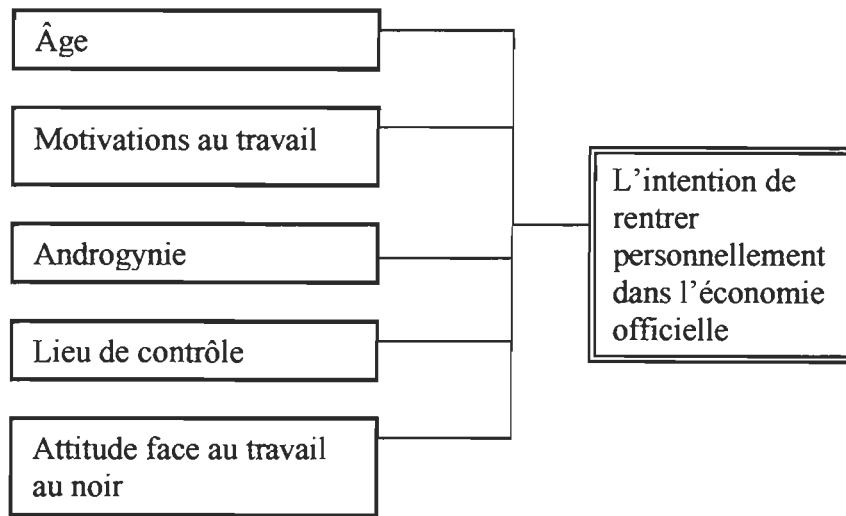 Âge
Motivations au travail
Androgynie
Lieu de contrôle
Attitude face au travail
au noir
L'intention de
rentrer
personnellement
dans l'économie
officielle